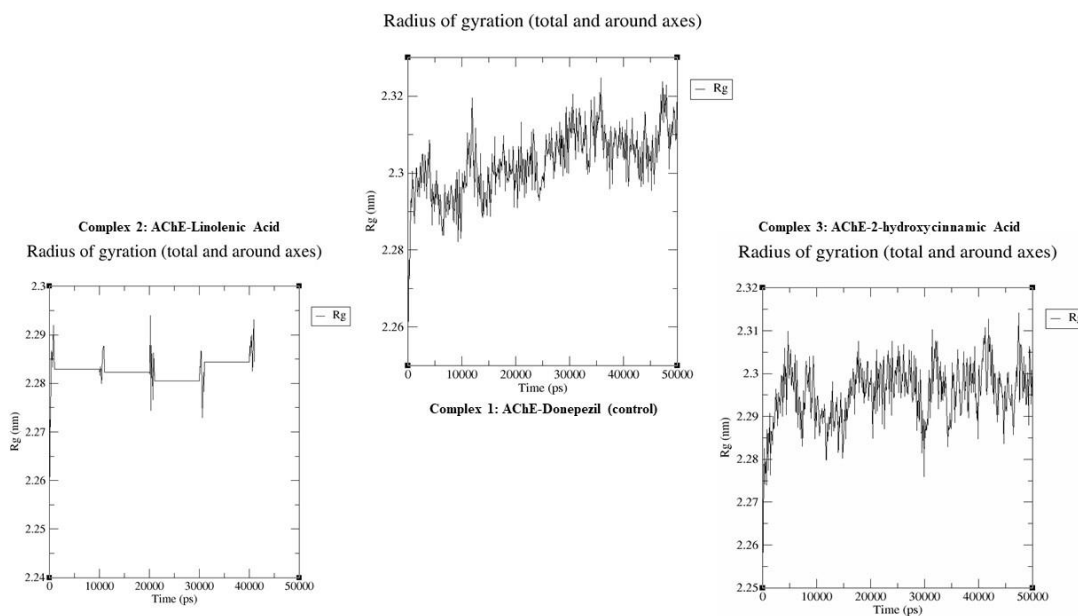 Radius of gyration (total and around axes)
2.32
2.3
2.28
2.26
Rg (nm)
Rg
0
10000
20000
30000
40000
50000
Time (ps)
Complex 1: AChE-Donepezil (control)
Complex 2: AChE-Linolenic Acid
Radius of gyration (total and around axes)
2.3
2.29
2.28
2.27
2.26
2.25
2.24
Rg (nm)
Rg
0
10000
20000
30000
40000
50000
Time (ps)
Complex 3: AChE-2-hydroxycinnamic Acid
Radius of gyration (total and around axes)
2.32
2.31
2.3
2.29
2.28
2.27
2.26
2.25
Rg (nm)
Rg
0
10000
20000
30000
40000
50000
Time (ps)